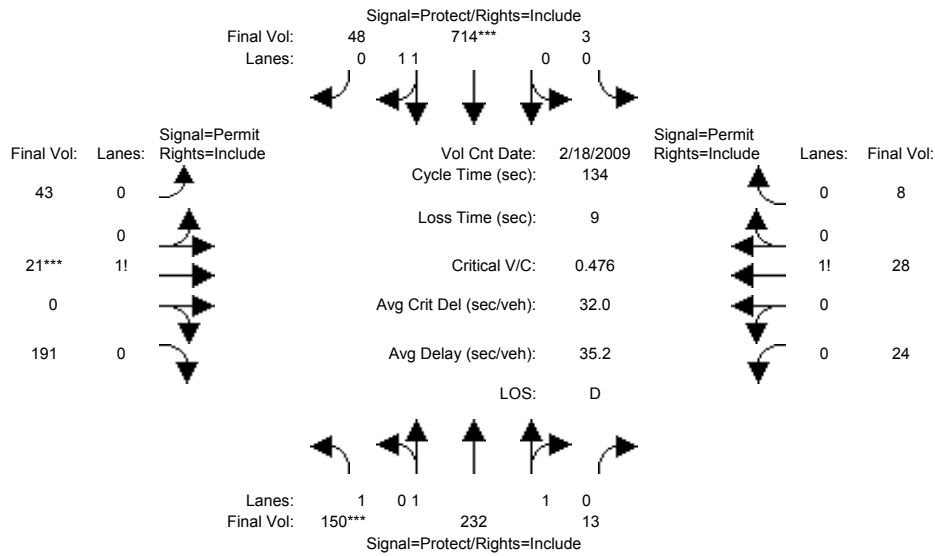 Signal=Protect/Rights=Include
Final Vol: 48 714*** 3
Lanes: 0 1 1 0 0
Signal=Permit Signal=Permit
Final Vol: Lanes: Rights=Include Vol Cnt Date: 2/18/2009 Rights=Include Lanes: Final Vol:
Cycle Time (sec): 134
43 0 0 8
Loss Time (sec): 9
0 0
21*** 1! Critical V/C: 0.476 1! 28
0 Avg Crit Del (sec/veh): 32.0 0
191 0 Avg Delay (sec/veh): 35.2 0 24
LOS: D
Lanes: 1 0 1 1 0
Final Vol: 150*** 232 13
Signal=Protect/Rights=Include